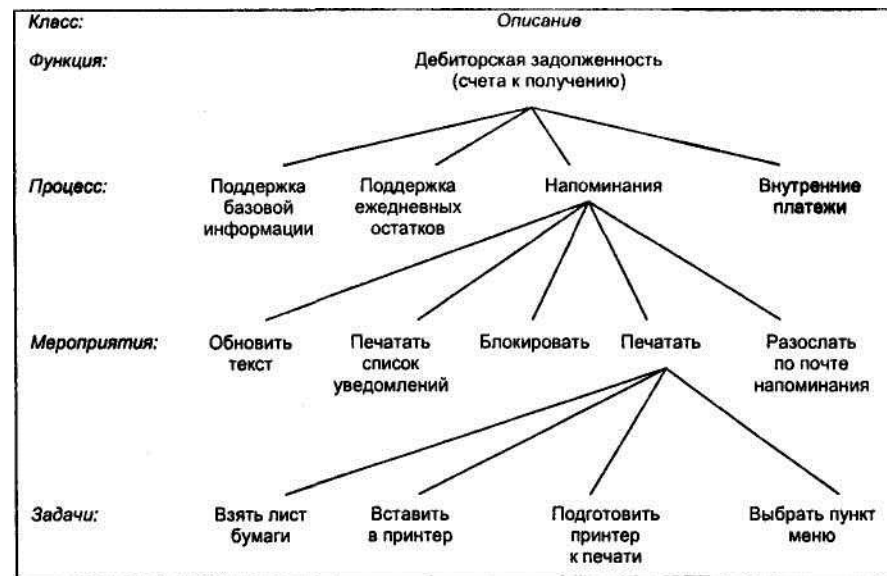 Класс: Описание
Функция: Дебиторская задолженность
(счета к получению)
Процесс: Поддержка Поддержка Напоминания Внутренние
базовой ежедневных платежи
информации остатков
Мероприятия: Обновить Печатать Блокировать Печатать Разослать
текст список по почте
уведомлений напоминания
Задачи: Взять лист Вставить Подготовить Выбрать пункт
бумаги в принтер принтер меню
к печати